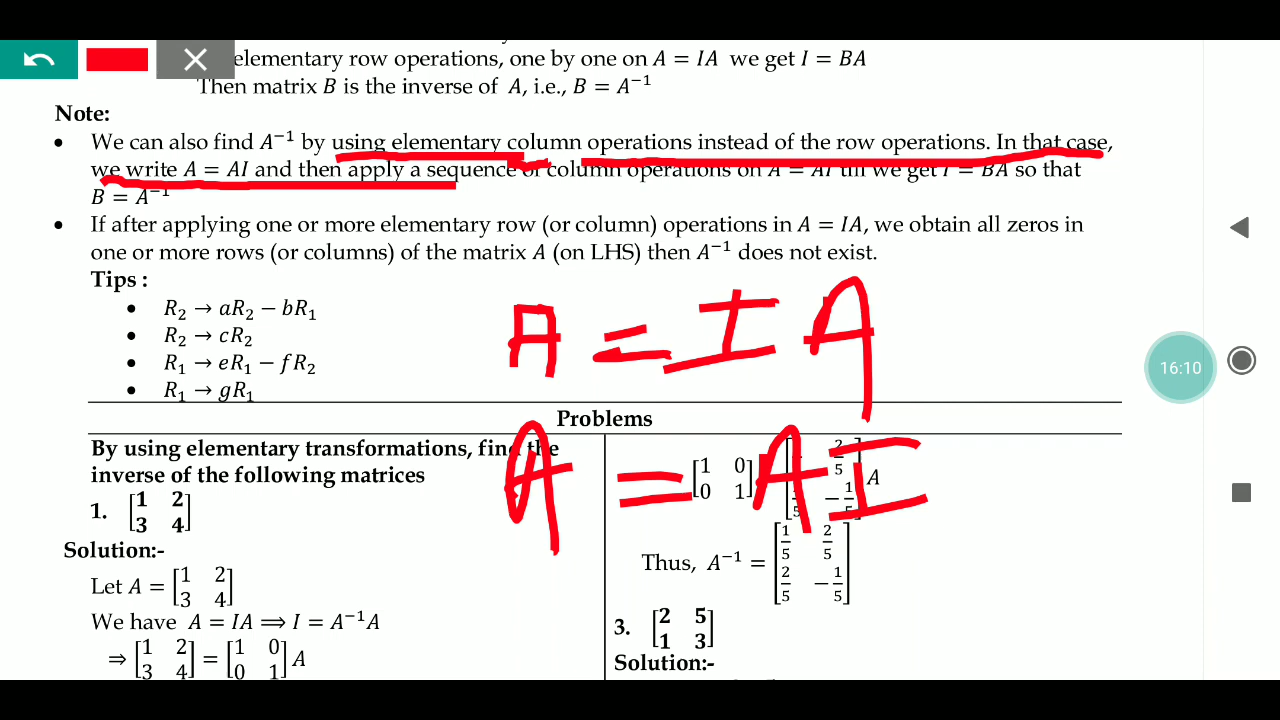 elementary row operations, one by one on A = IA we get I = BA
Then matrix B is the inverse of A, i.e., B = A⁻¹
Note:
• We can also find A⁻¹ by using elementary column operations instead of the row operations. In that case,
we write A = AI and then apply a sequence of column operations on A = AI till we get I = BA so that
B = A⁻¹
• If after applying one or more elementary row (or column) operations in A = IA, we obtain all zeros in
one or more rows (or columns) of the matrix A (on LHS) then A⁻¹ does not exist.
Tips :
• R₂ → aR₂ − bR₁
• R₂ → cR₂
• R₁ → eR₁ − fR₂
• R₁ → gR₁
A = I A
A = A I
16:10
Problems
By using elementary transformations, find the
inverse of the following matrices
1. [1 2
3 4]
Solution:-
Let A = [1 2
3 4]
We have A = IA ⟹ I = A⁻¹A
⇒ [1 2
3 4] = [1 0
0 1] A
[1 0
0 1]
2/5
− 1/5] A
Thus, A⁻¹ = [1/5 2/5
2/5 − 1/5]
3. [2 5
1 3]
Solution:-